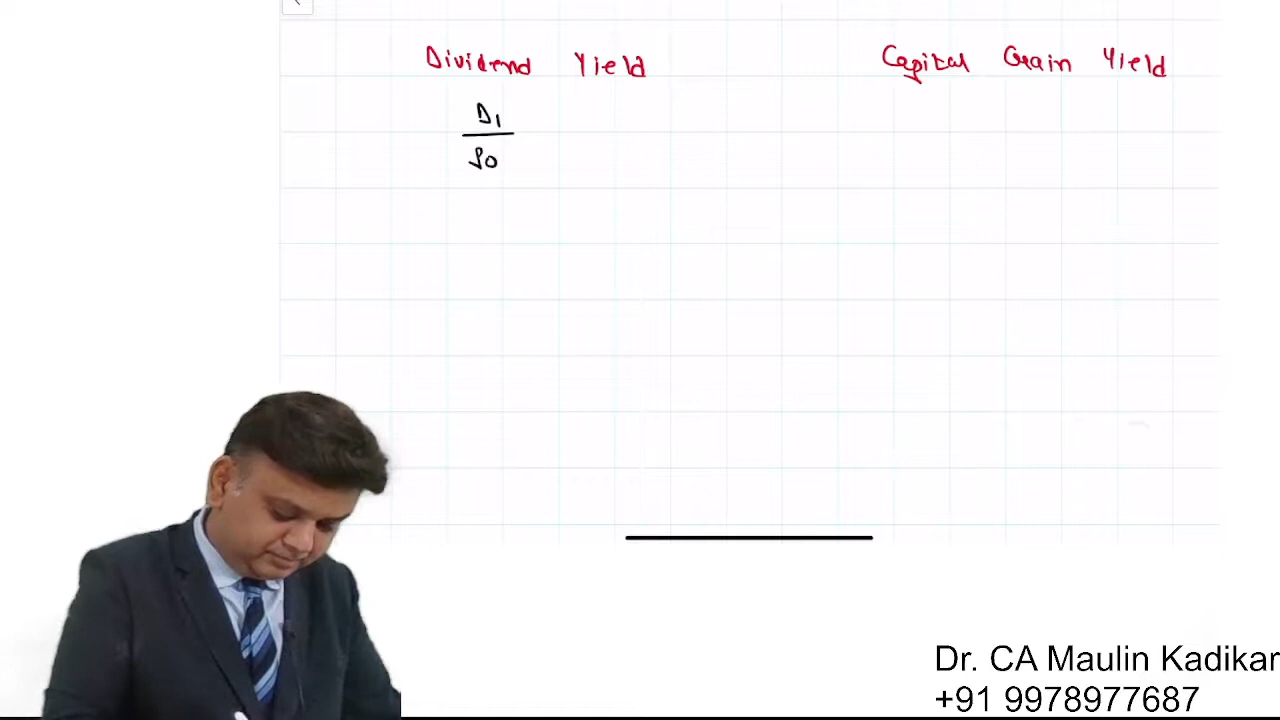 Dividend Yield
Capital Gain Yield
D1
P0
Dr. CA Maulin Kadikar
+91 9978977687